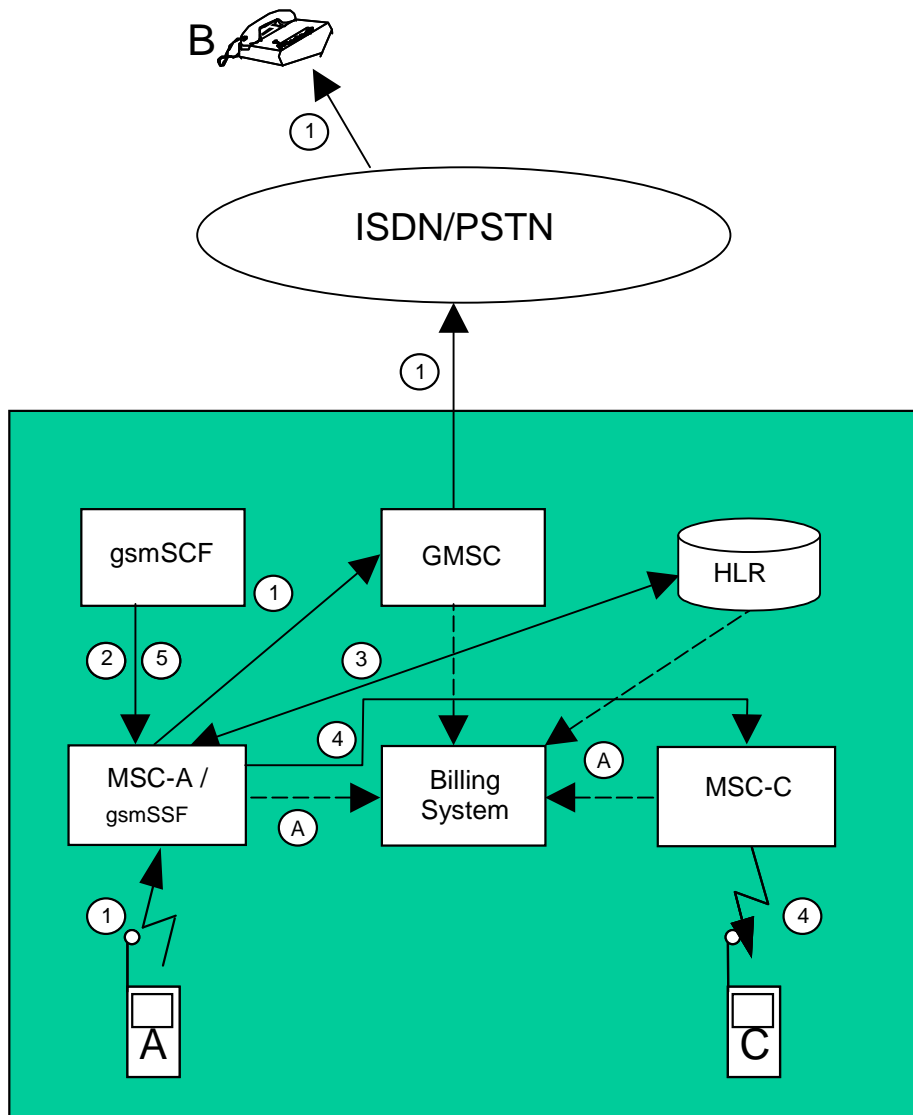 B
1
ISDN/PSTN
1
gsmSCF
GMSC
HLR
1
2
5
3
4
MSC-A /
gsmSSF
Billing
System
A
MSC-C
A
1
4
A
C